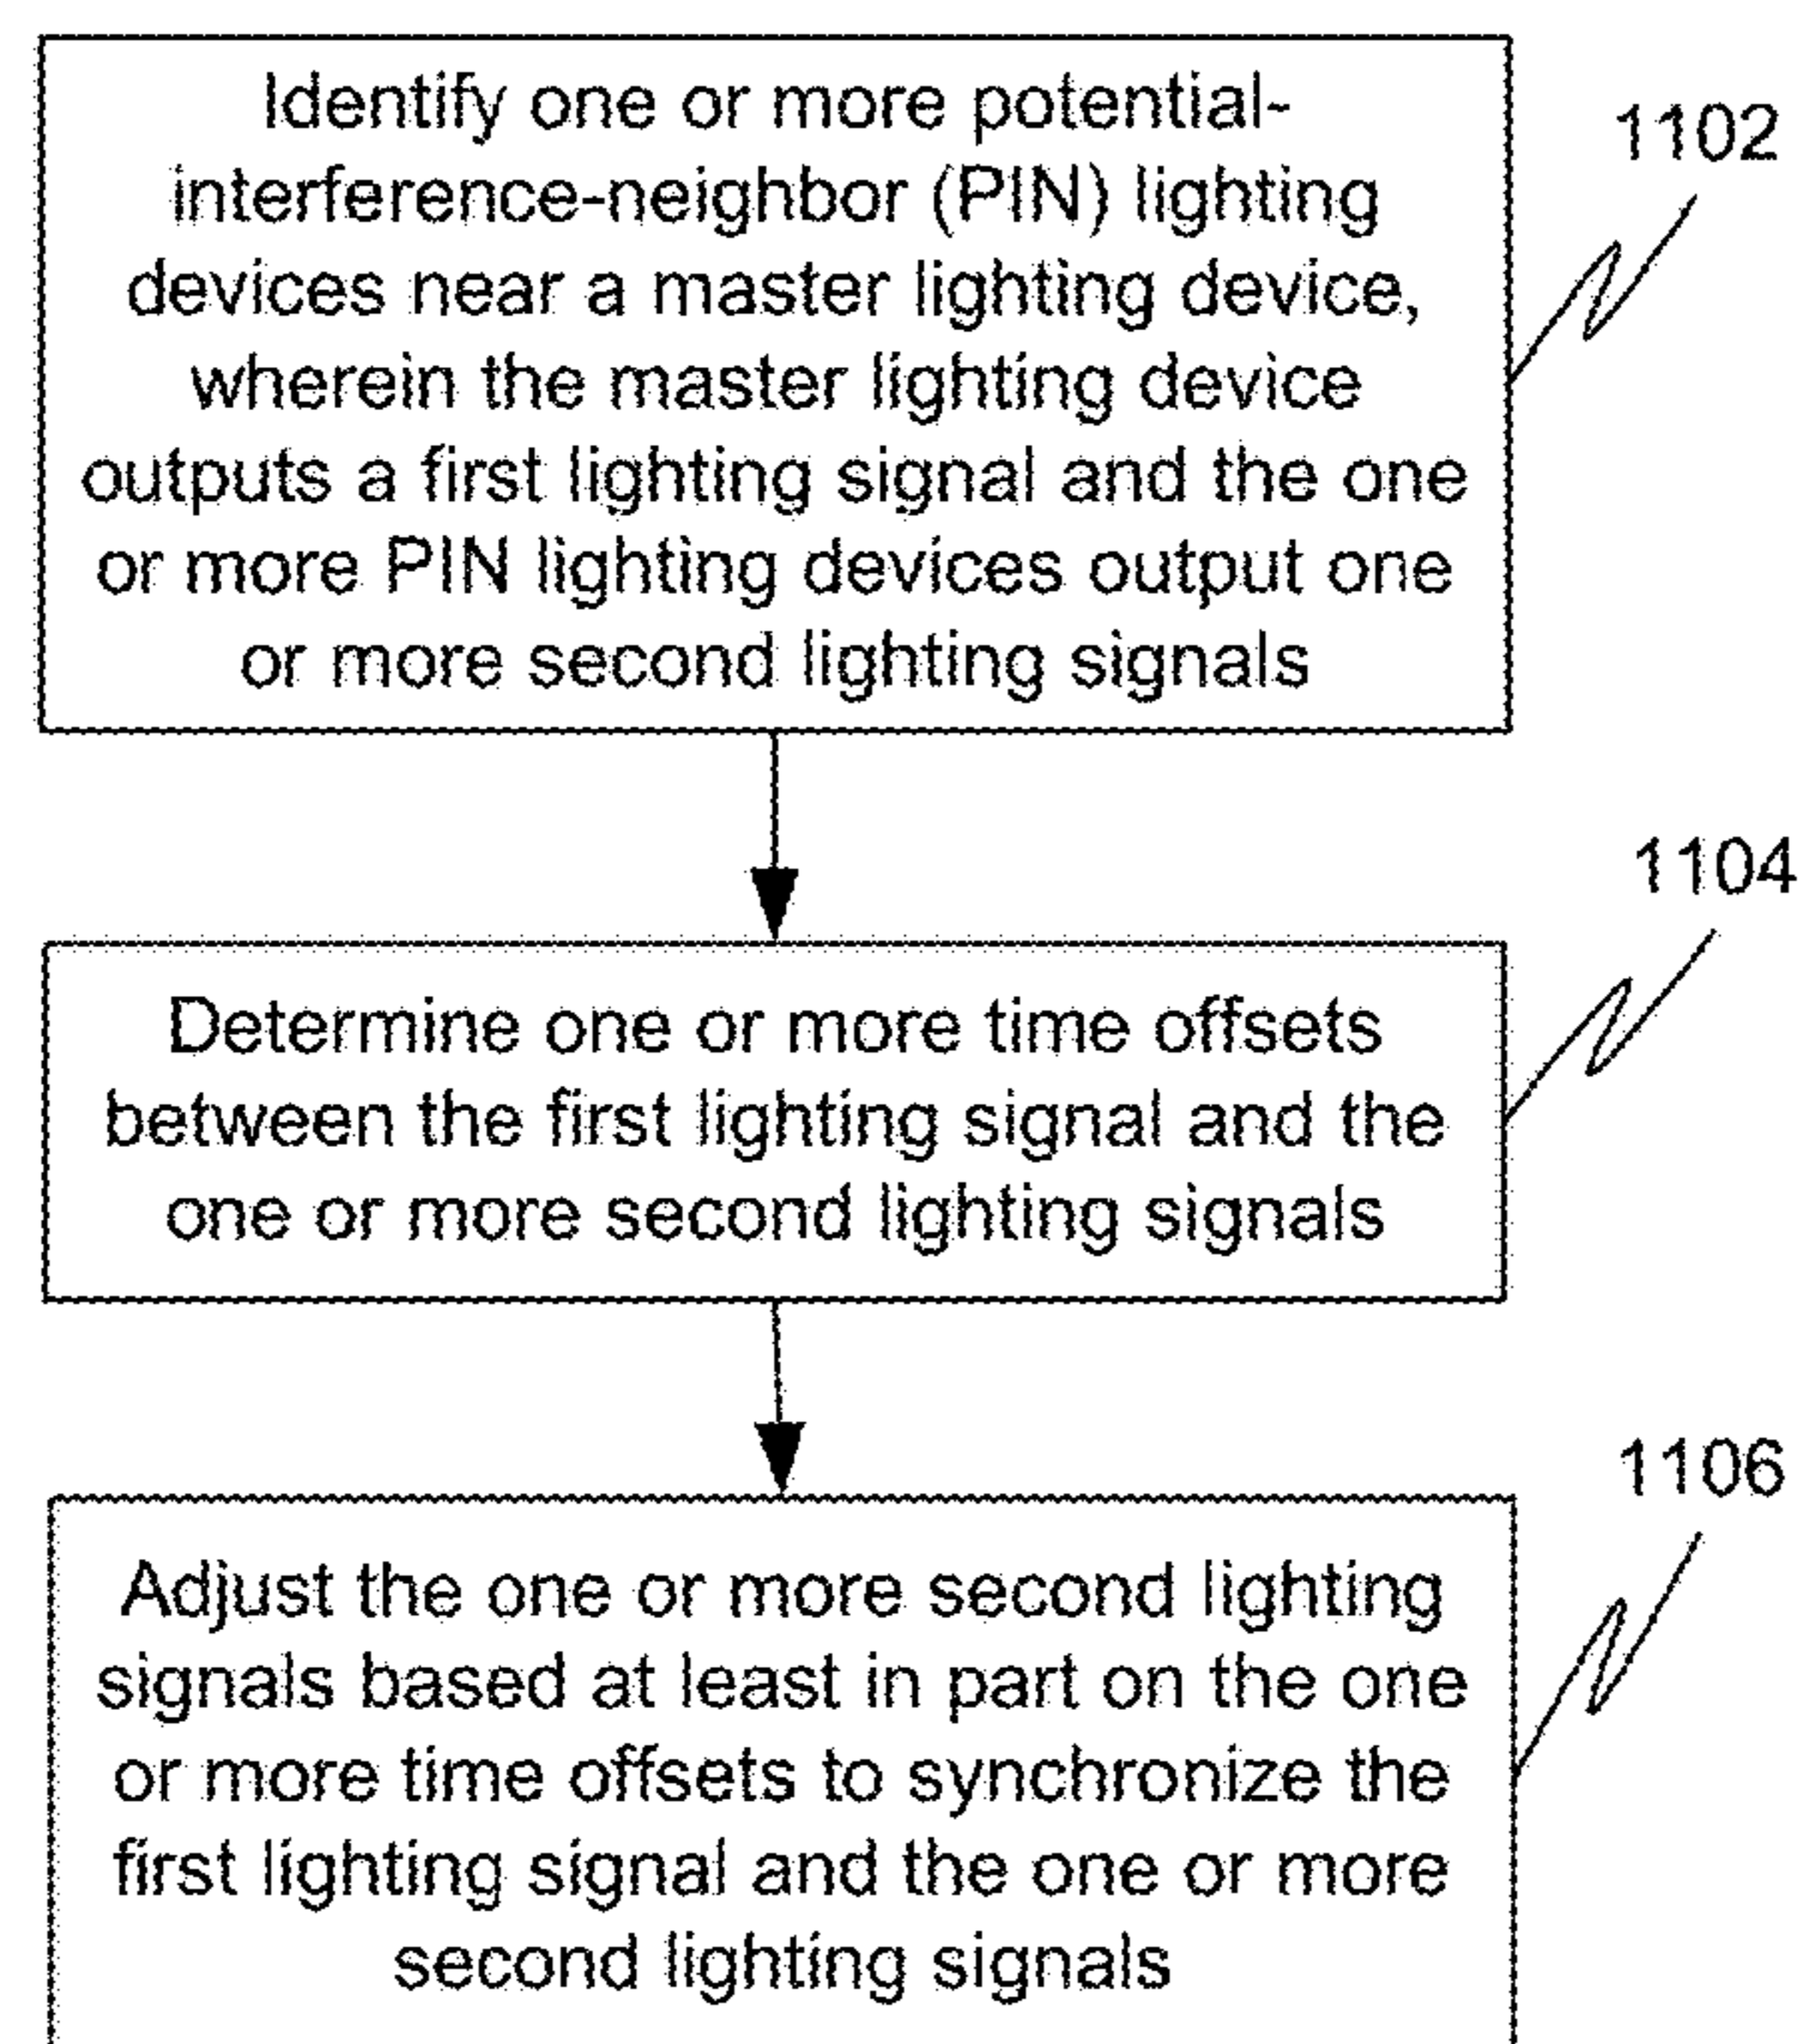 Identify one or more potential-
interference-neighbor (PIN) lighting
devices near a master lighting device,
wherein the master lighting device
outputs a first lighting signal and the one
or more PIN lighting devices output one
or more second lighting signals
1102
Determine one or more time offsets
between the first lighting signal and the
one or more second lighting signals
1104
Adjust the one or more second lighting
signals based at least in part on the one
or more time offsets to synchronize the
first lighting signal and the one or more
second lighting signals
1106